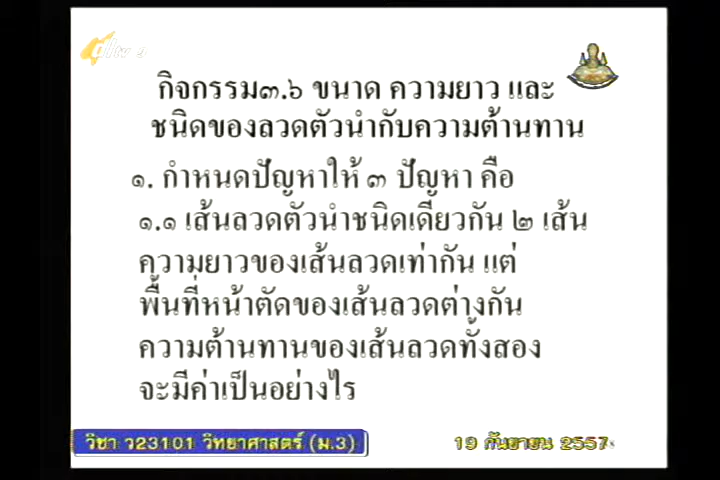 กิจกรรม๓.๖ ขนาด ความยาว และ
ชนิดของลวดตัวนำกับความต้านทาน
๑. กำหนดปัญหาให้ ๓ ปัญหา คือ
๑.๑ เส้นลวดตัวนำชนิดเดียวกัน ๒ เส้น
ความยาวของเส้นลวดเท่ากัน แต่
พื้นที่หน้าตัดของเส้นลวดต่างกัน
ความต้านทานของเส้นลวดทั้งสอง
จะมีค่าเป็นอย่างไร
วิชา ว23101 วิทยาศาสตร์ (ม.3)
19 กันยายน 2557